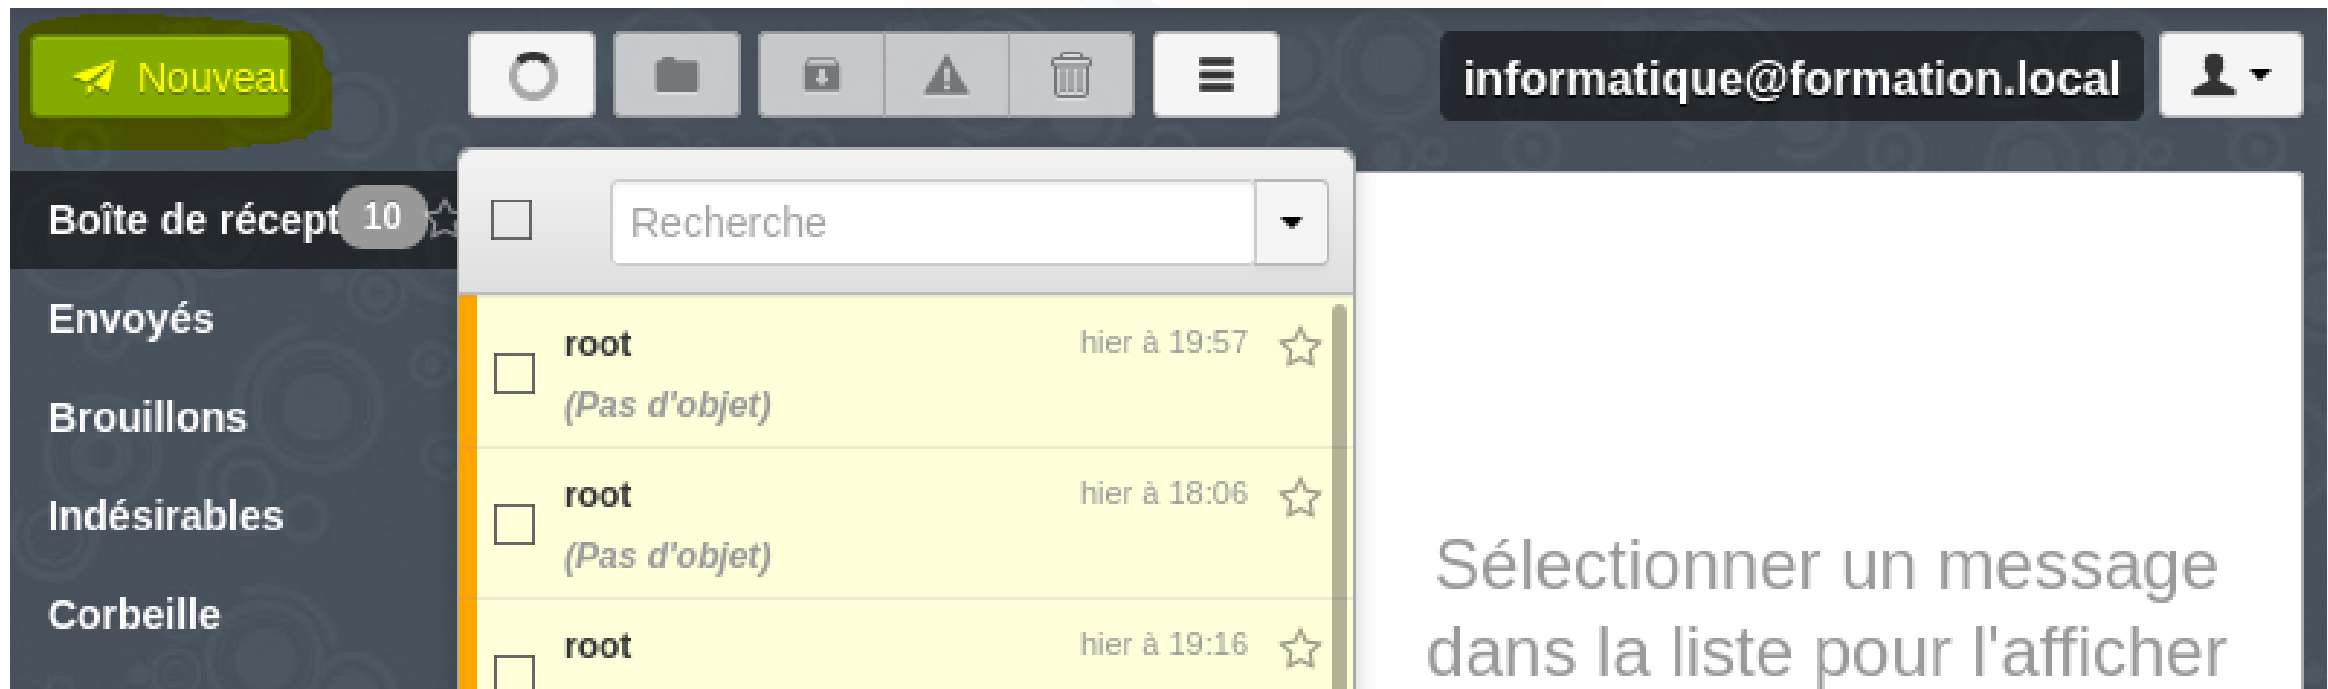 Nouveau
informatique@formation.local
Boîte de récept 10
Recherche
Envoyés
Brouillons
Indésirables
Corbeille
root hier à 19:57
(Pas d'objet)
root hier à 18:06
(Pas d'objet)
root hier à 19:16
Sélectionner un message
dans la liste pour l'afficher